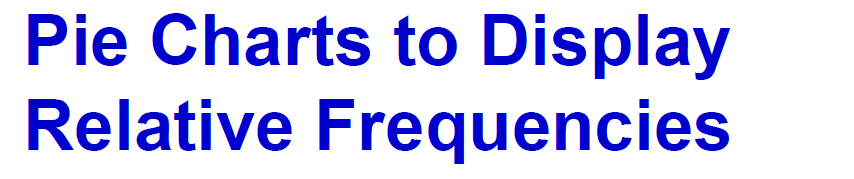 Pie Charts to Display
Relative Frequencies